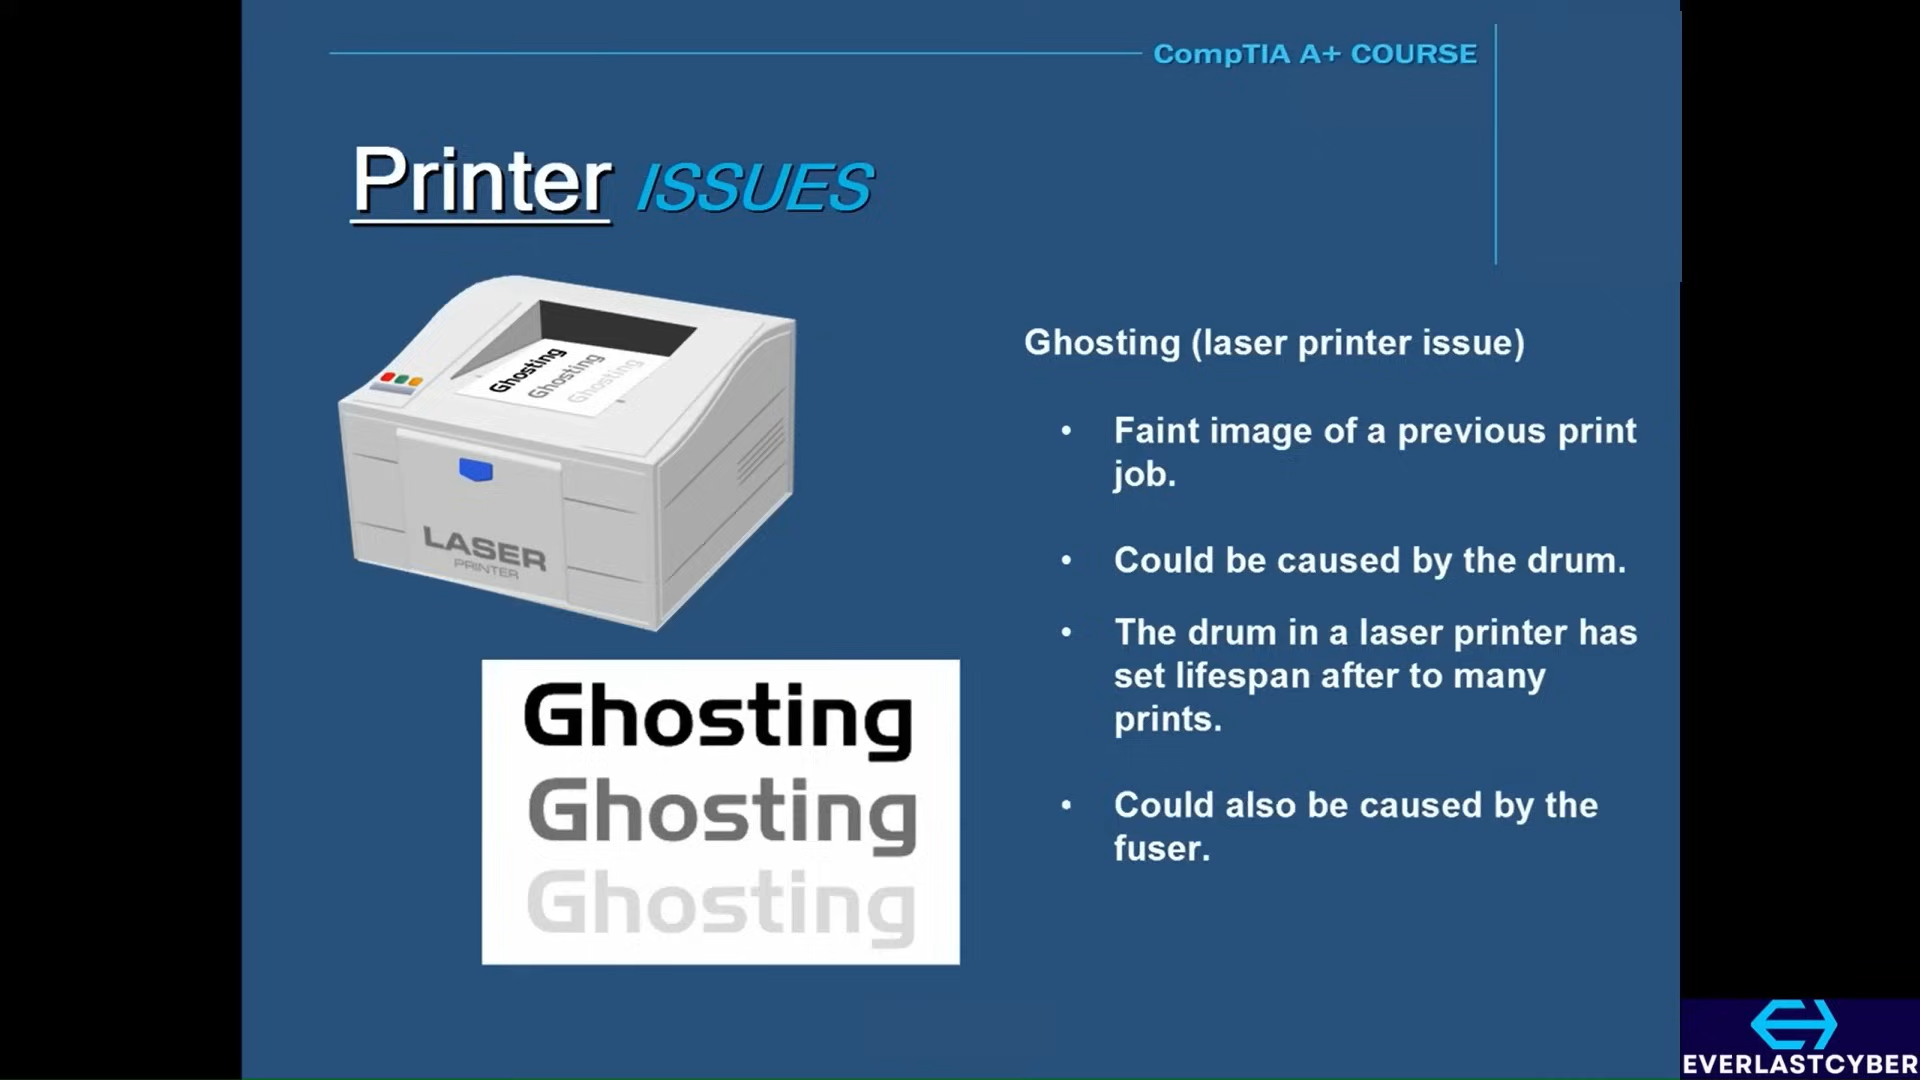 CompTIA A+ COURSE
Printer ISSUES
Ghosting
Ghosting
Ghosting
LASER
PRINTER
Ghosting
Ghosting
Ghosting
Ghosting (laser printer issue)
• Faint image of a previous print
job.
• Could be caused by the drum.
• The drum in a laser printer has
set lifespan after to many
prints.
• Could also be caused by the
fuser.
EVERLASTCYBER